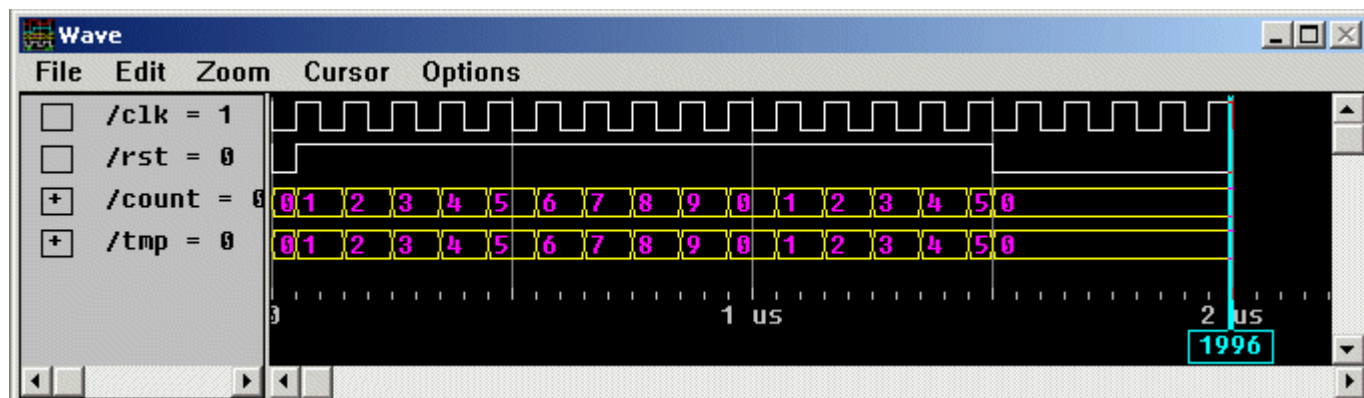 Wave
File Edit Zoom Cursor Options
/clk = 1
/rst = 0
/count = 0 0 1 2 3 4 5 6 7 8 9 0 1 2 3 4 5 0
/tmp = 0 0 1 2 3 4 5 6 7 8 9 0 1 2 3 4 5 0
0 1 us 2 us
1996